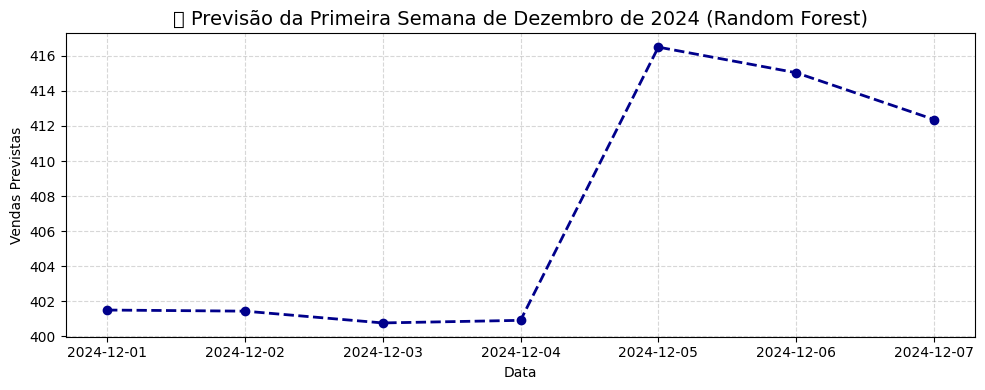 Previsão da Primeira Semana de Dezembro de 2024 (Random Forest)
Vendas Previstas
416
414
412
410
408
406
404
402
400
2024-12-01 2024-12-02 2024-12-03 2024-12-04 2024-12-05 2024-12-06 2024-12-07
Data